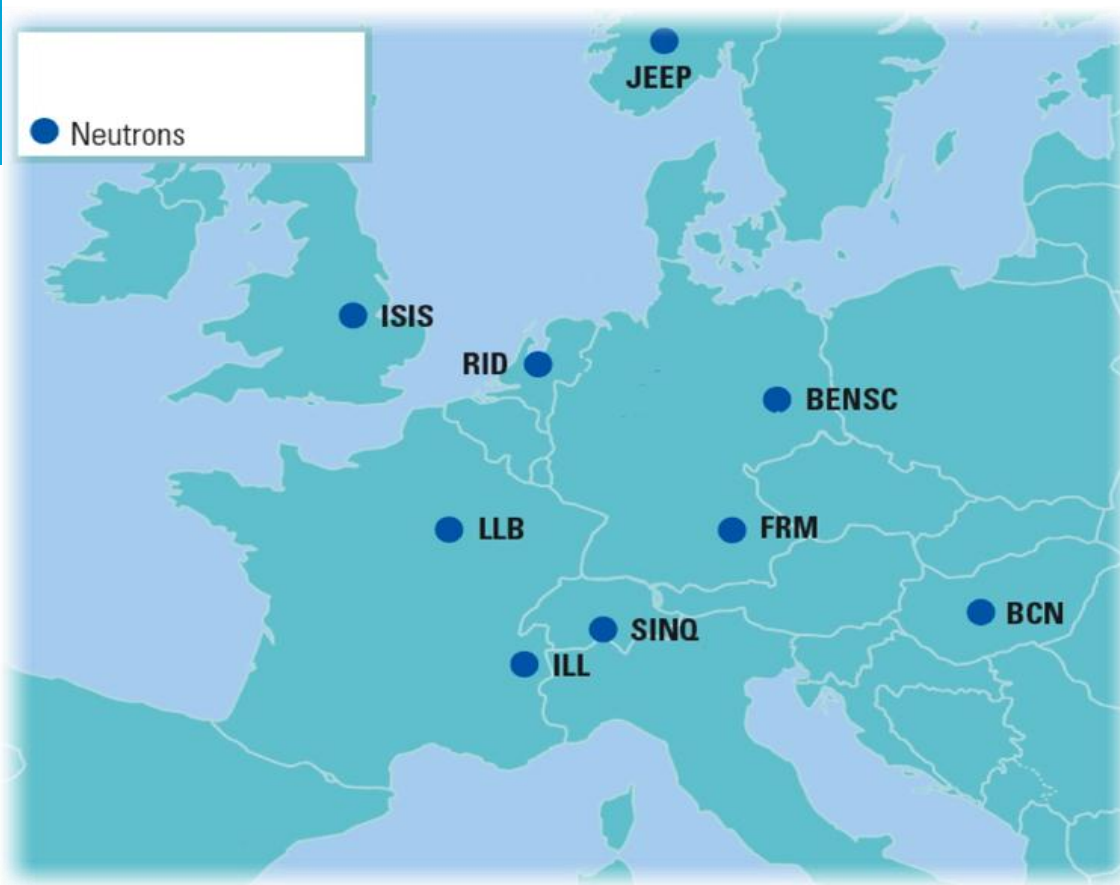 JEEP
Neutrons
ISIS
RID
BENSC
LLB
FRM
BCN
SINQ
ILL